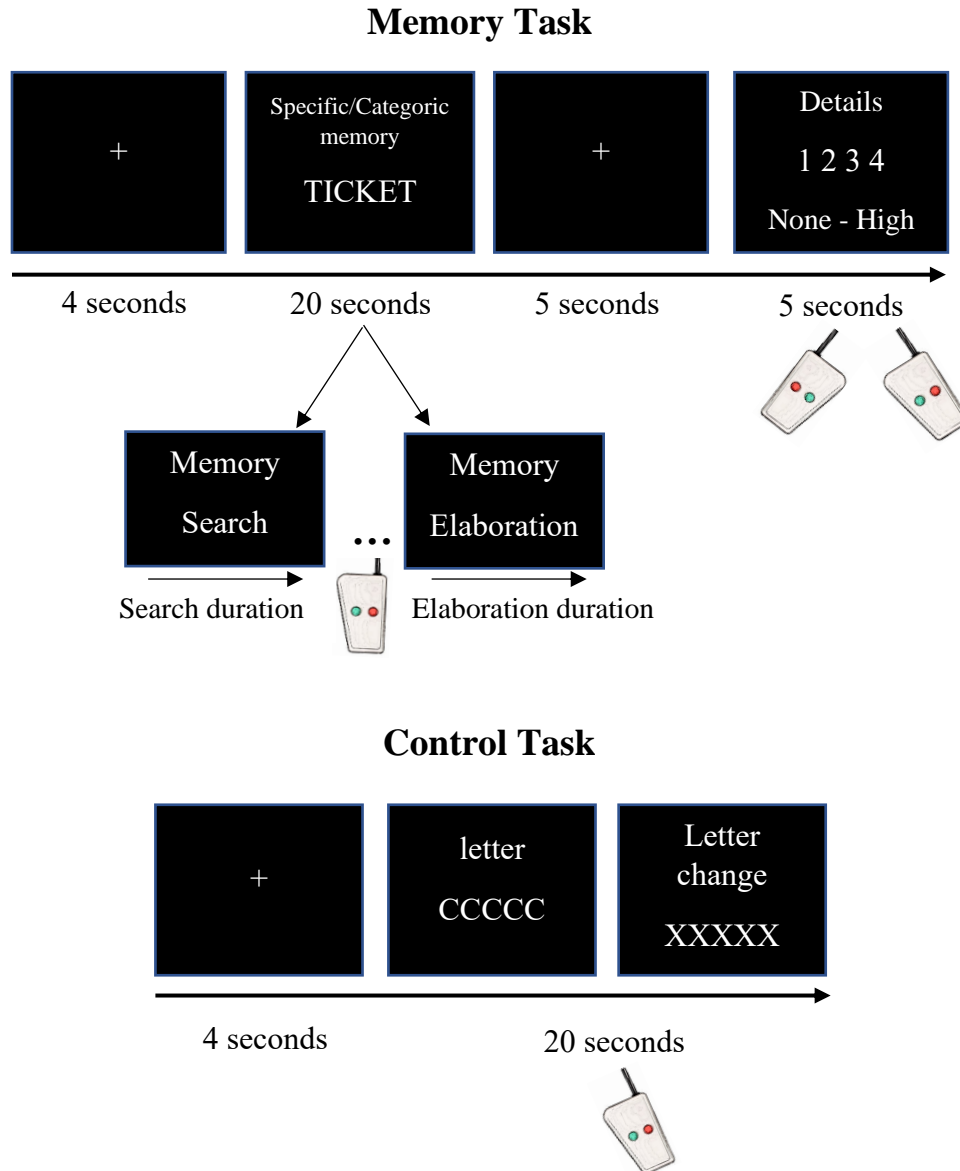 Memory Task
+
Specific/Categoric
memory
TICKET
+
Details
1 2 3 4
None - High
4 seconds
20 seconds
5 seconds
5 seconds
Memory
Search
...
Memory
Elaboration
Search duration
Elaboration duration
Control Task
+
letter
CCCCC
Letter
change
XXXXX
4 seconds
20 seconds